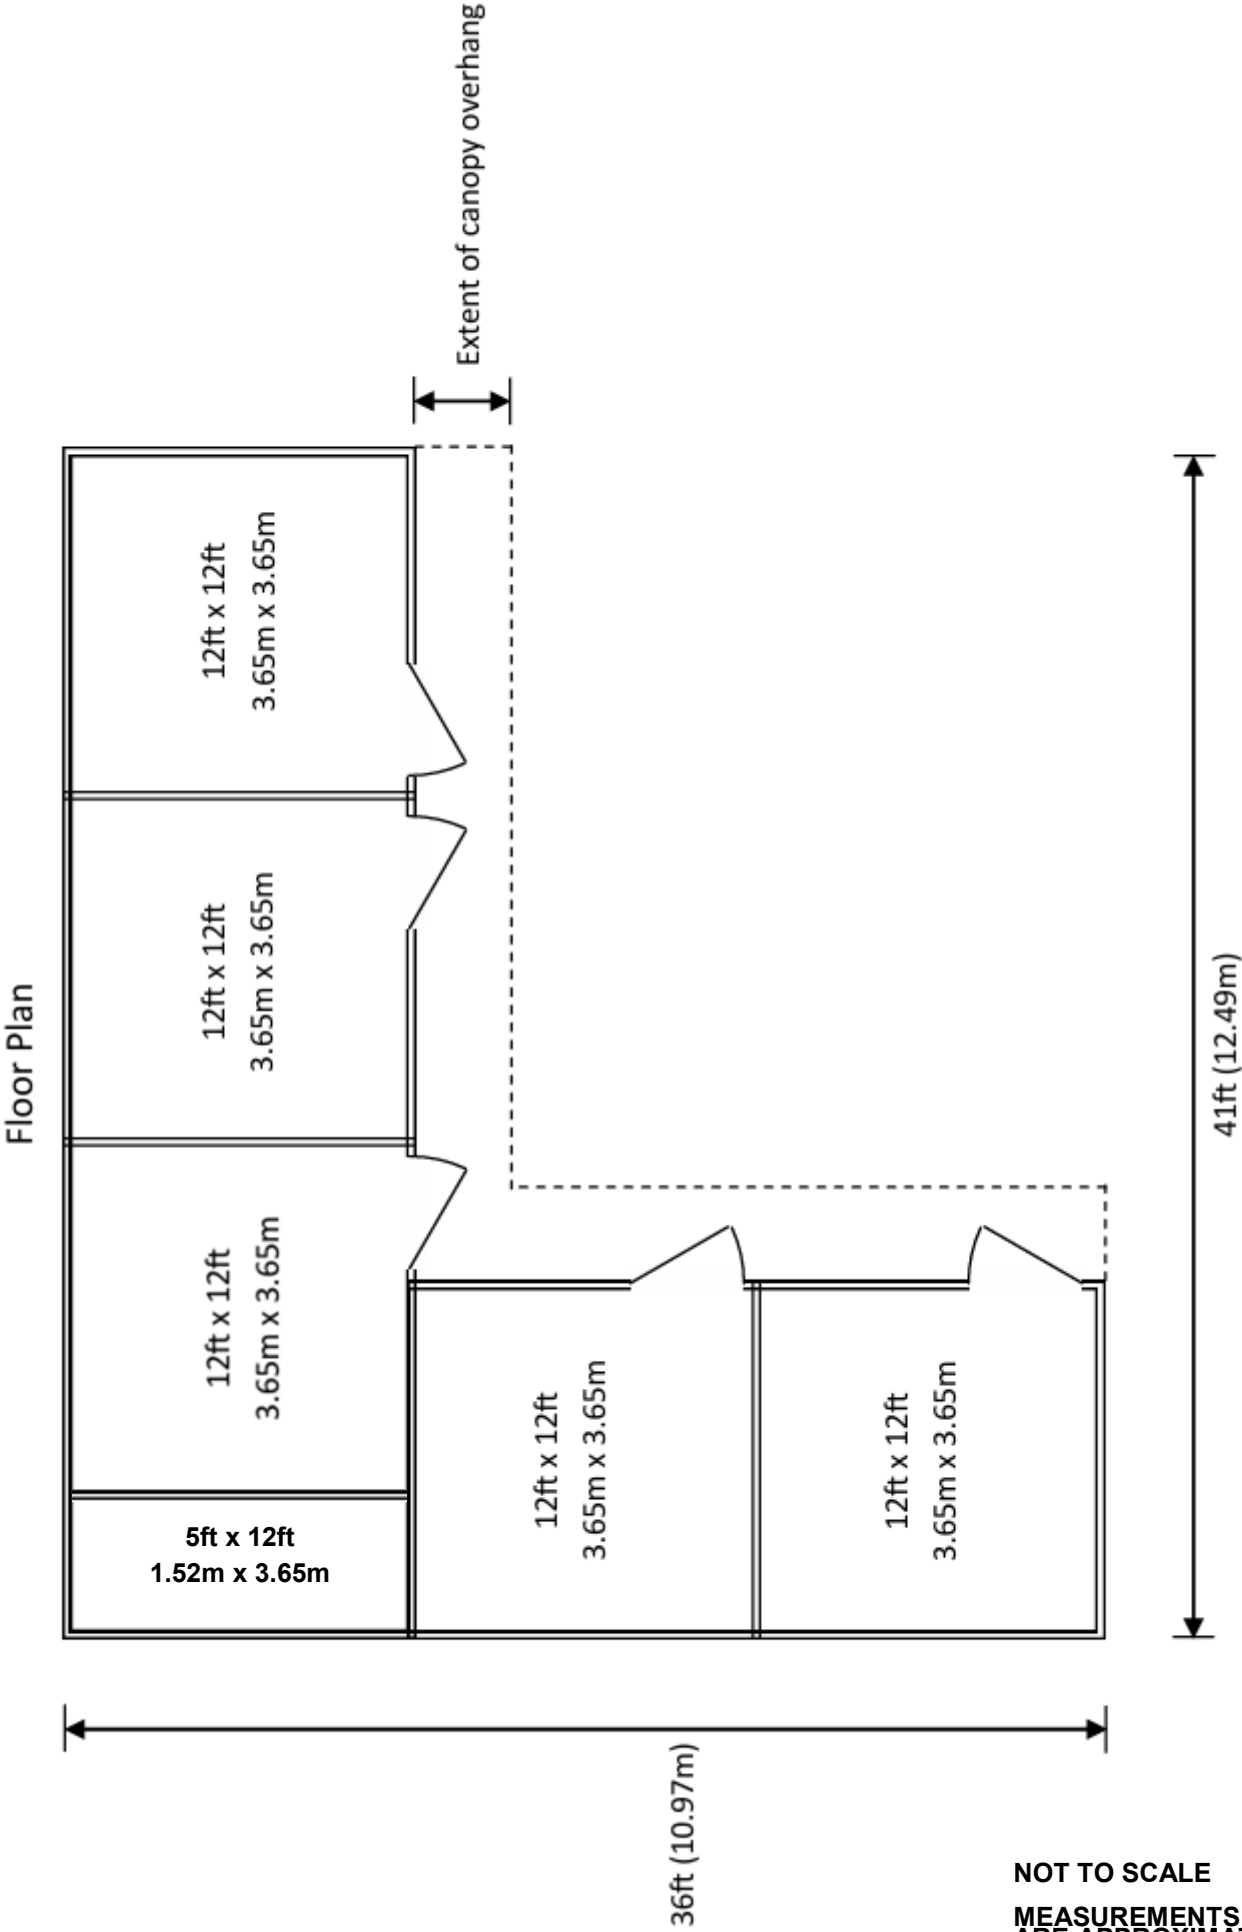 Floor Plan
Extent of canopy overhang
12ft x 12ft
3.65m x 3.65m
12ft x 12ft
3.65m x 3.65m
12ft x 12ft
3.65m x 3.65m
5ft x 12ft
1.52m x 3.65m
12ft x 12ft
3.65m x 3.65m
12ft x 12ft
3.65m x 3.65m
41ft (12.49m)
36ft (10.97m)
NOT TO SCALE
MEASUREMENTS